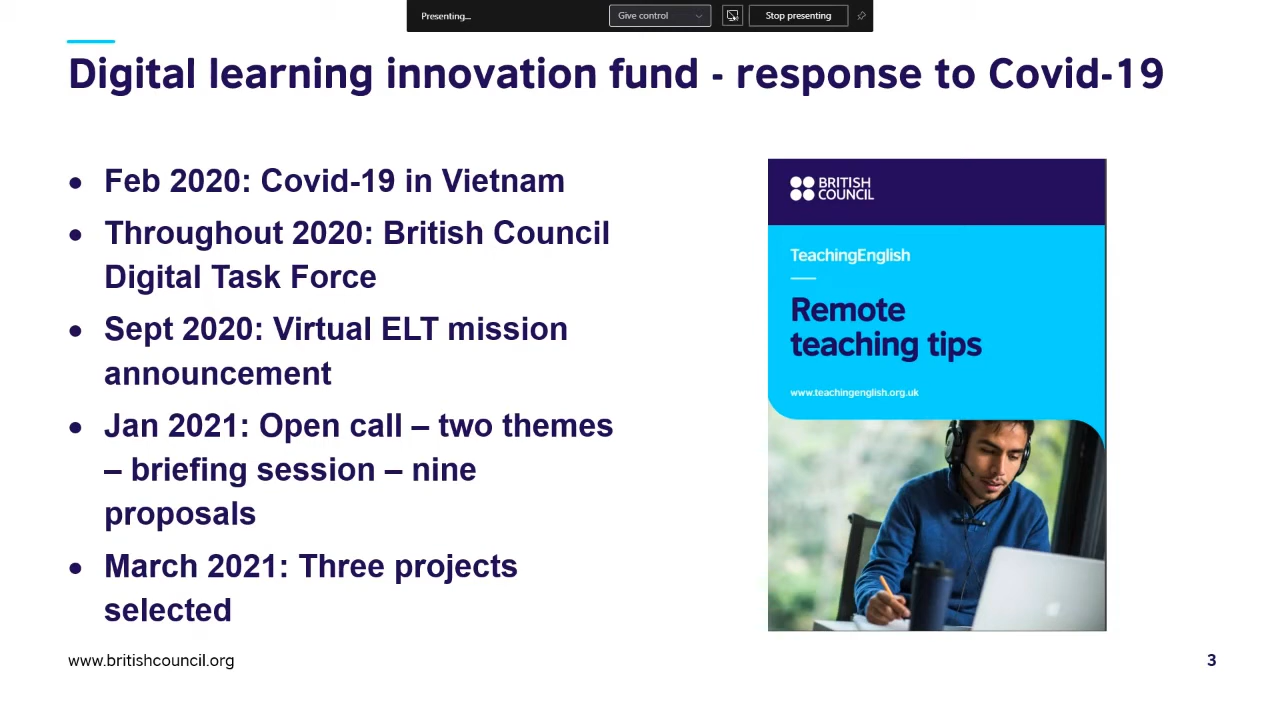 Presenting...
Give control
Stop presenting
Digital learning innovation fund - response to Covid-19
• Feb 2020: Covid-19 in Vietnam
• Throughout 2020: British Council
Digital Task Force
• Sept 2020: Virtual ELT mission
announcement
• Jan 2021: Open call – two themes
– briefing session – nine
proposals
• March 2021: Three projects
selected
BRITISH
COUNCIL
TeachingEnglish
Remote
teaching tips
www.teachingenglish.org.uk
www.britishcouncil.org
3